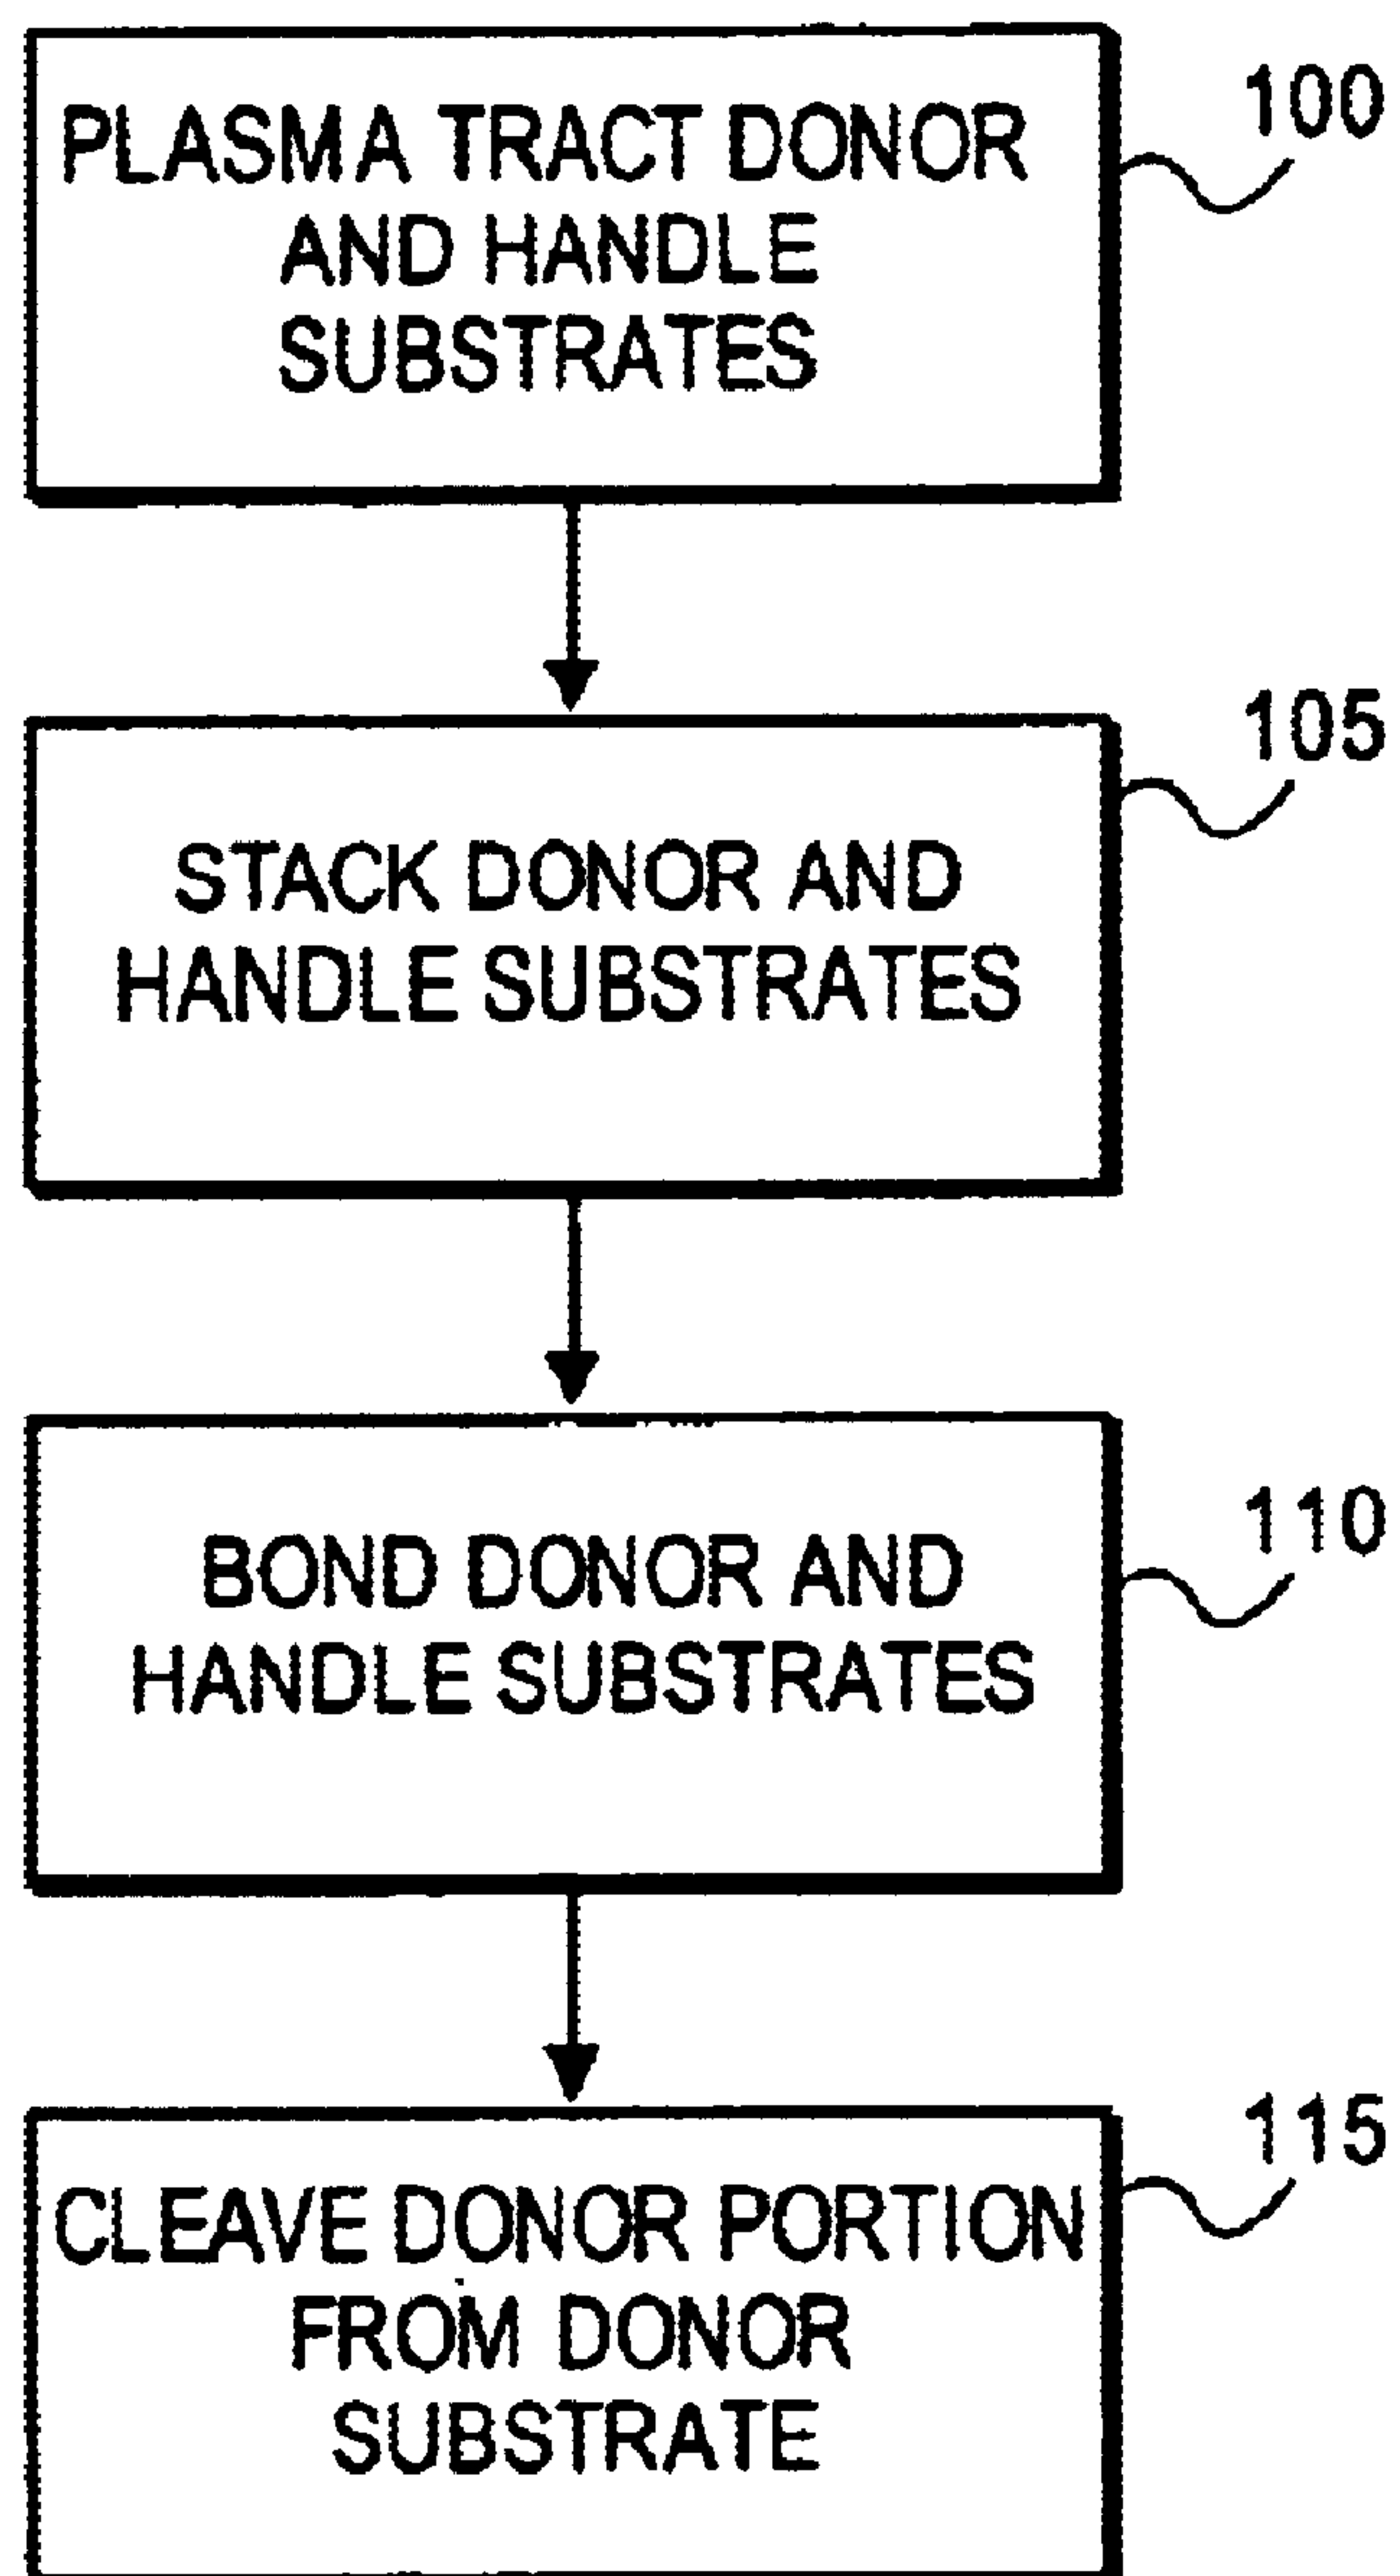 PLASMA TRACT DONOR
AND HANDLE
SUBSTRATES
100
STACK DONOR AND
HANDLE SUBSTRATES
105
BOND DONOR AND
HANDLE SUBSTRATES
110
CLEAVE DONOR PORTION
FROM DONOR
SUBSTRATE
115